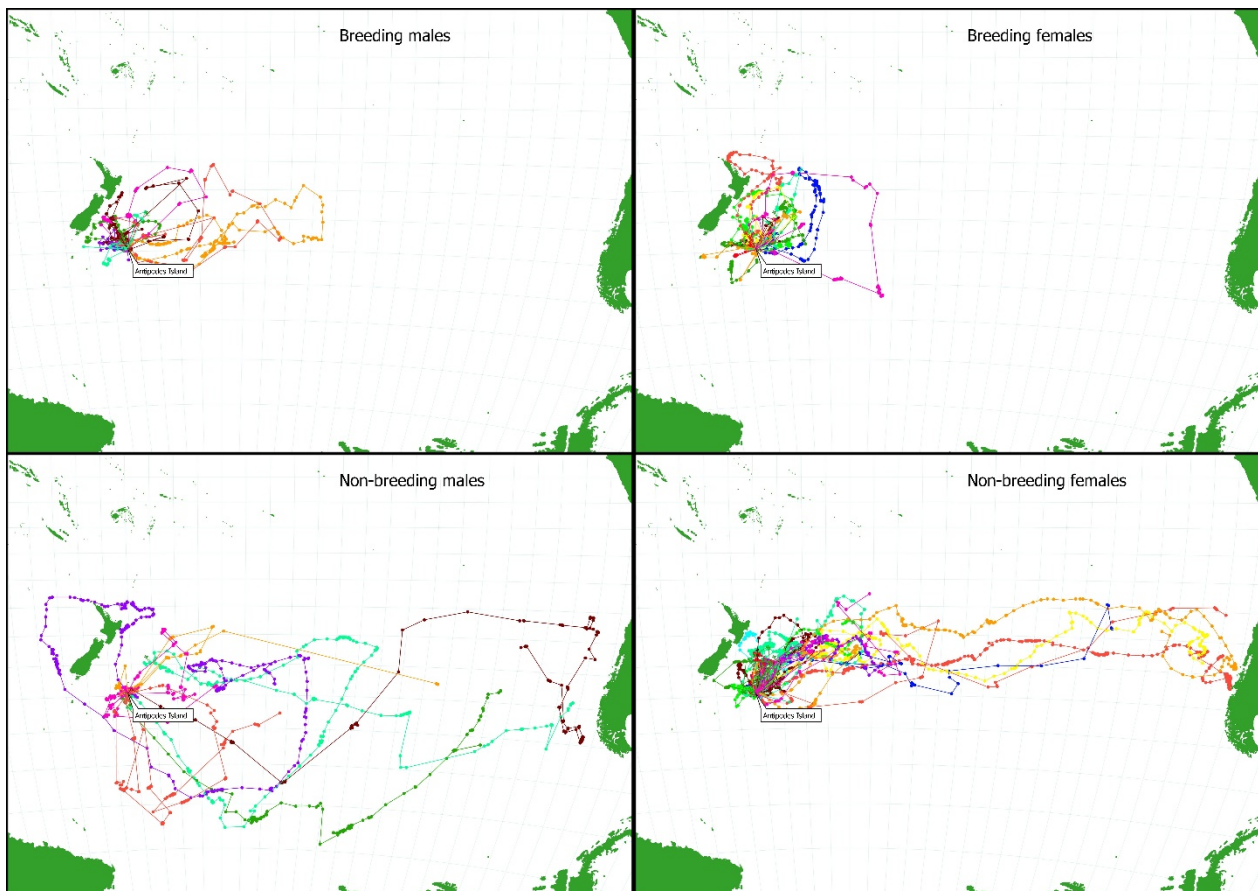 Breeding males
Antipodes Island
Breeding females
Antipodes Island
Non-breeding males
Antipodes Island
Non-breeding females
Antipodes Island